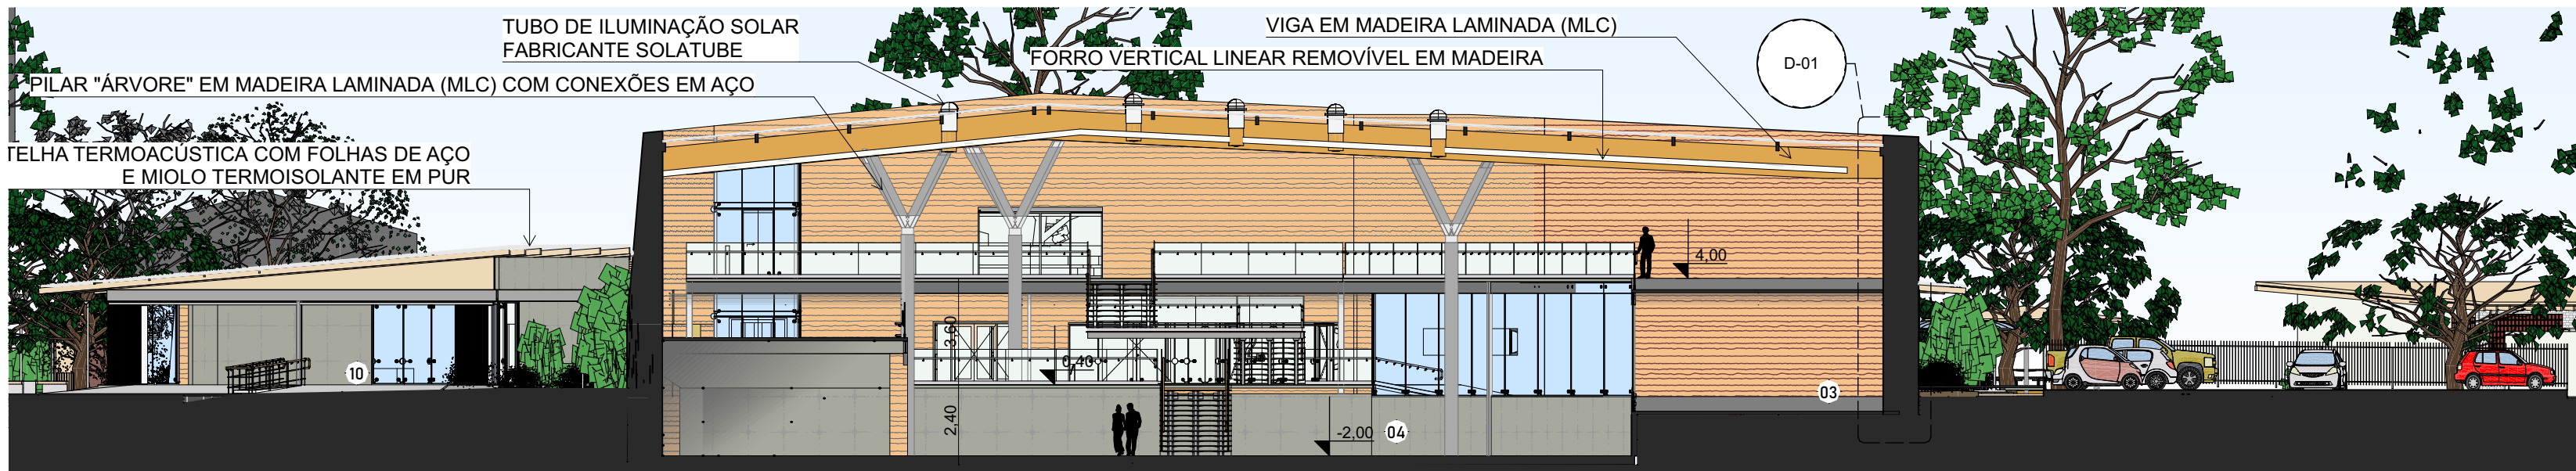 TUBO DE ILUMINAÇÃO SOLAR
FABRICANTE SOLATUBE
VIGA EM MADEIRA LAMINADA (MLC)
FORRO VERTICAL LINEAR REMOVÍVEL EM MADEIRA
D-01
PILAR "ÁRVORE" EM MADEIRA LAMINADA (MLC) COM CONEXÕES EM AÇO
TELHA TERMOACÚSTICA COM FOLHAS DE AÇO
E MIOLO TERMOISOLANTE EM PUR
4,00
3,60
0,40
10
03
2,40
-2,00
04